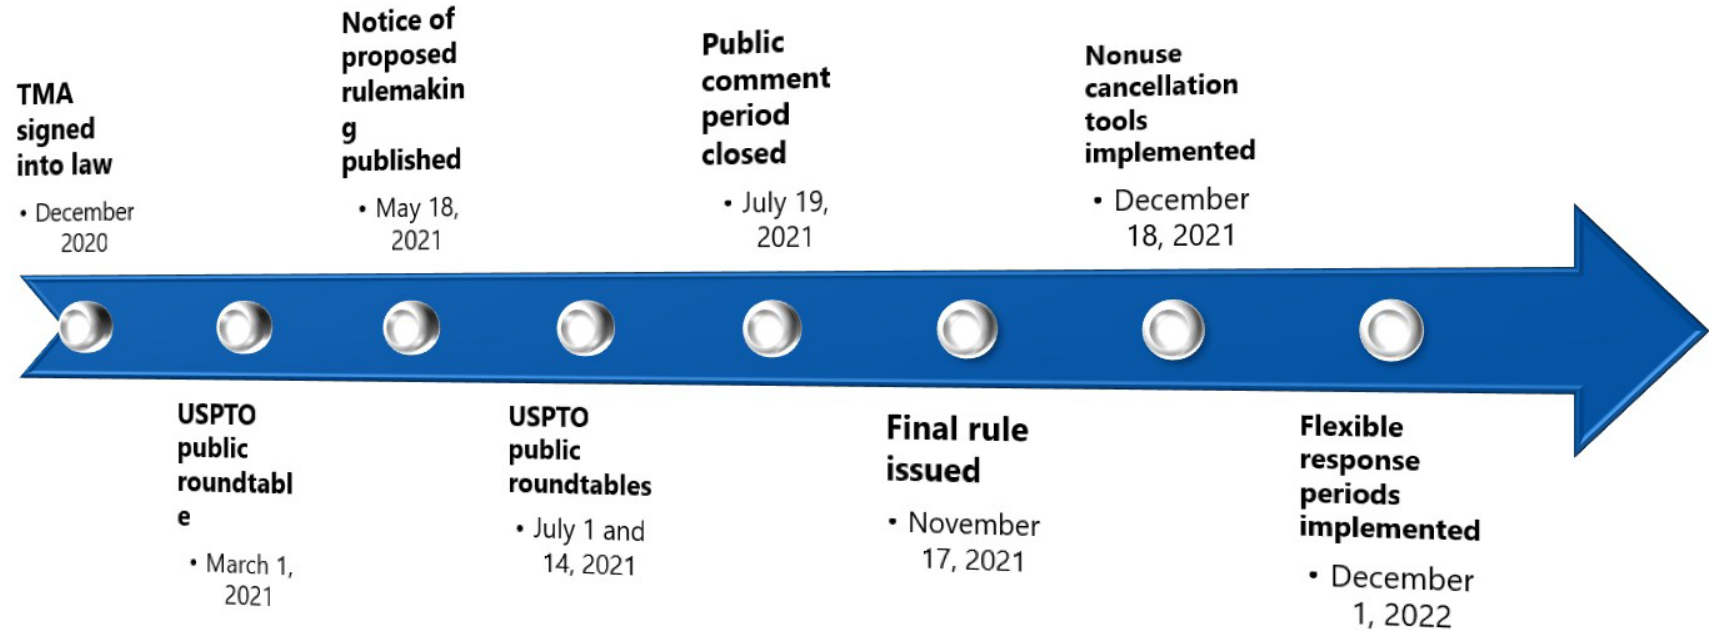 TMA
signed
into law
• December
2020
USPTO
public
roundtabl
e
• March 1,
2021
Notice of
proposed
rulemakin
g
published
• May 18,
2021
USPTO
public
roundtables
• July 1 and
14, 2021
Public
comment
period
closed
• July 19,
2021
Final rule
issued
• November
17, 2021
Nonuse
cancellation
tools
implemented
• December
18, 2021
Flexible
response
periods
implemented
• December
1, 2022